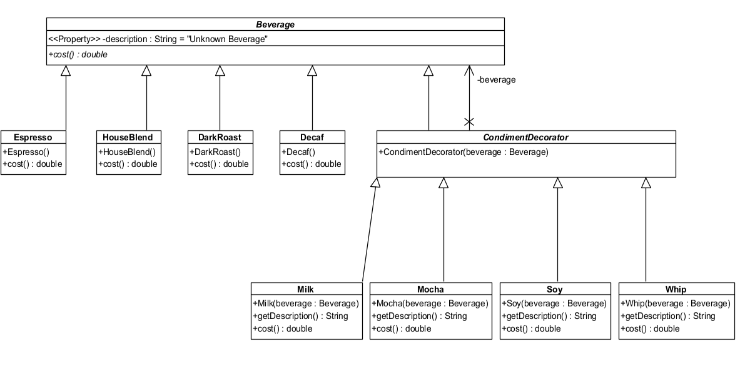 Beverage
<<Property>> -description : String = "Unknown Beverage"
+cost() : double
-beverage
Espresso
+Espresso()
+cost() : double
HouseBlend
+HouseBlend()
+cost() : double
DarkRoast
+DarkRoast()
+cost() : double
Decaf
+Decaf()
+cost() : double
CondimentDecorator
+CondimentDecorator(beverage : Beverage)
Milk
+Milk(beverage : Beverage)
+getDescription() : String
+cost() : double
Mocha
+Mocha(beverage : Beverage)
+getDescription() : String
+cost() : double
Soy
+Soy(beverage : Beverage)
+getDescription() : String
+cost() : double
Whip
+Whip(beverage : Beverage)
+getDescription() : String
+cost() : double